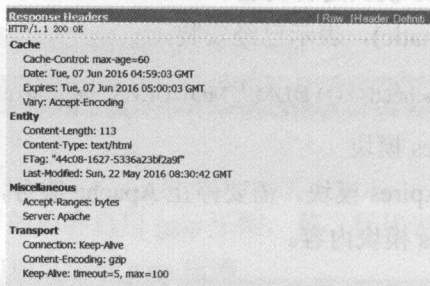 Response Headers [ Raw ] [Header Definiti
HTTP/1.1 200 OK
Cache
Cache-Control: max-age=60
Date: Tue, 07 Jun 2016 04:59:03 GMT
Expires: Tue, 07 Jun 2016 05:00:03 GMT
Vary: Accept-Encoding
Entity
Content-Length: 113
Content-Type: text/html
ETag: "44c08-1627-5336a23bf2a9f"
Last-Modified: Sun, 22 May 2016 08:30:42 GMT
Miscellaneous
Accept-Ranges: bytes
Server: Apache
Transport
Connection: Keep-Alive
Content-Encoding: gzip
Keep-Alive: timeout=5, max=100